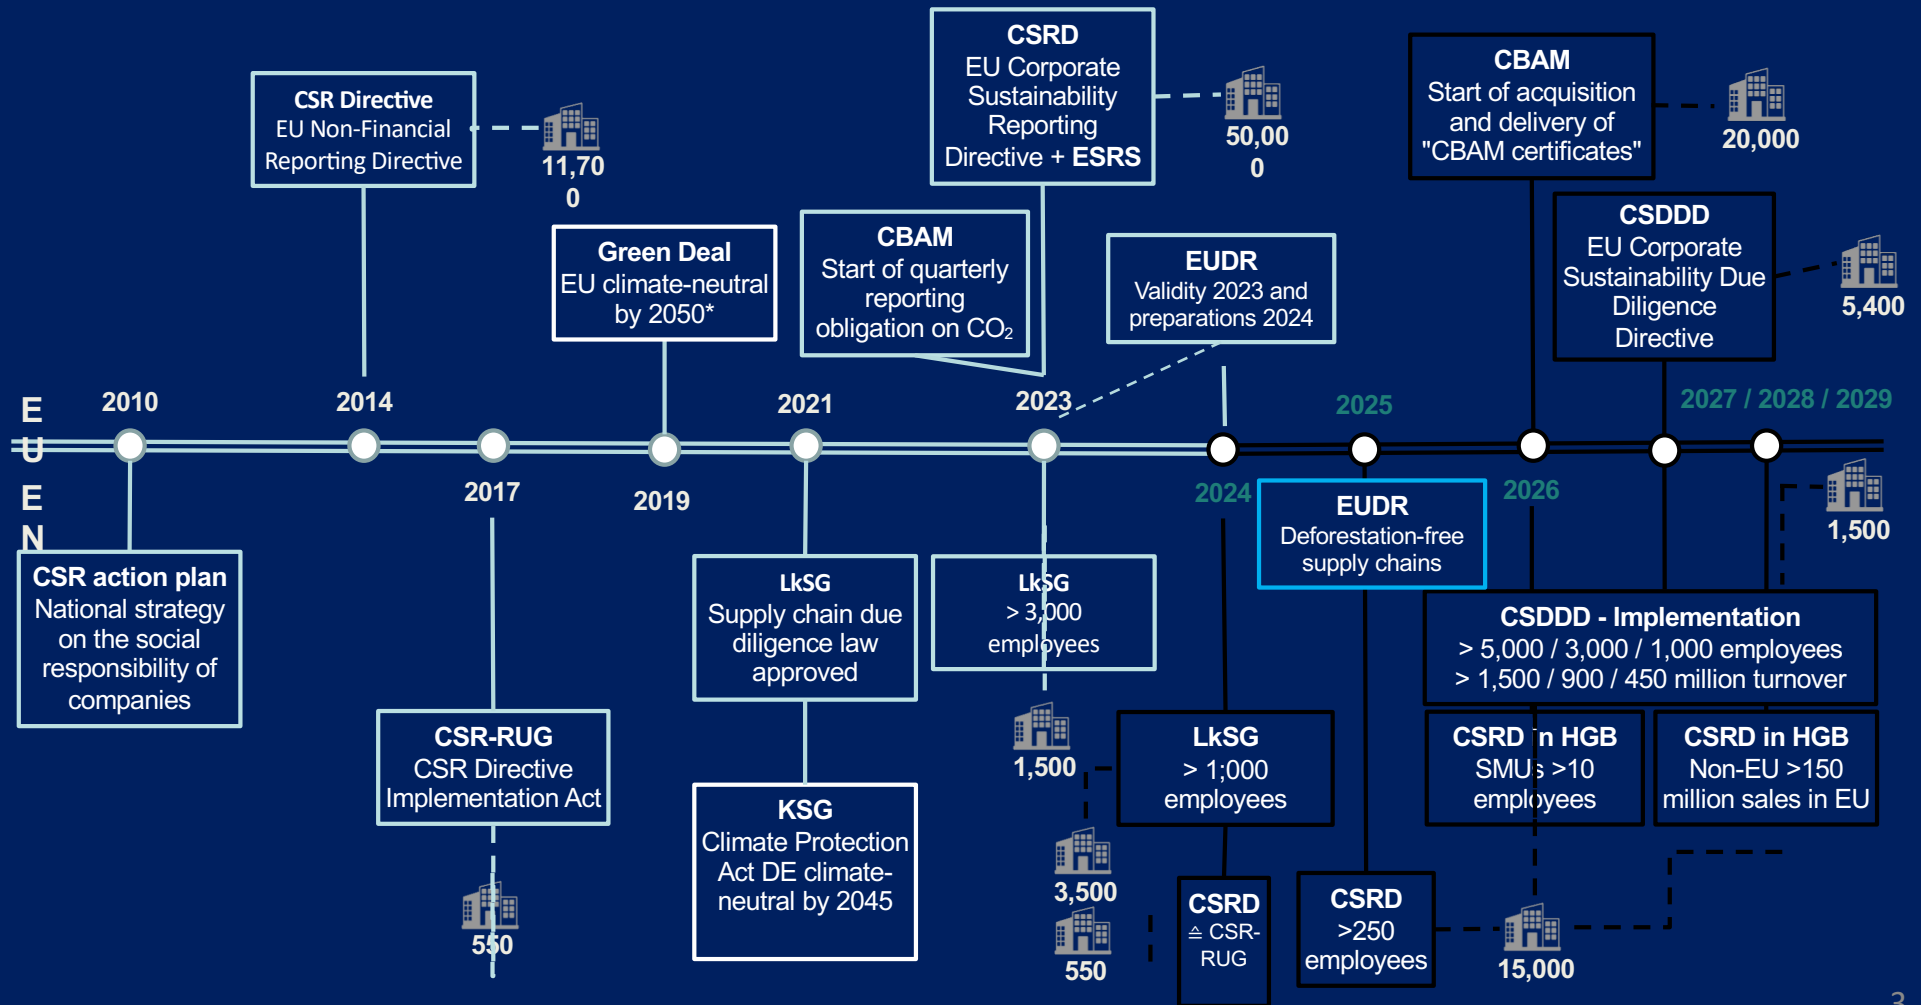 CSR Directive
EU Non-Financial
Reporting Directive
11,70
0
Green Deal
EU climate-neutral
by 2050*
CBAM
Start of quarterly
reporting
obligation on CO₂
CSRD
EU Corporate
Sustainability
Reporting
Directive + ESRS
50,00
0
EUDR
Validity 2023 and
preparations 2024
CBAM
Start of acquisition
and delivery of
"CBAM certificates"
20,000
CSDDD
EU Corporate
Sustainability Due
Diligence
Directive
5,400
E
U
2010
2014
2021
2023
2025
2027 / 2028 / 2029
E
N
2017
2019
2024
2026
CSR action plan
National strategy
on the social
responsibility of
companies
CSR-RUG
CSR Directive
Implementation Act
550
LkSG
Supply chain due
diligence law
approved
KSG
Climate Protection
Act DE climate-
neutral by 2045
LkSG
> 3,000
employees
1,500
LkSG
> 1;000
employees
3,500
550
CSRD
≙ CSR-
RUG
EUDR
Deforestation-free
supply chains
CSRD
>250
employees
15,000
1,500
CSDDD - Implementation
> 5,000 / 3,000 / 1,000 employees
> 1,500 / 900 / 450 million turnover
CSRD in HGB
SMUs >10
employees
CSRD in HGB
Non-EU >150
million sales in EU
3